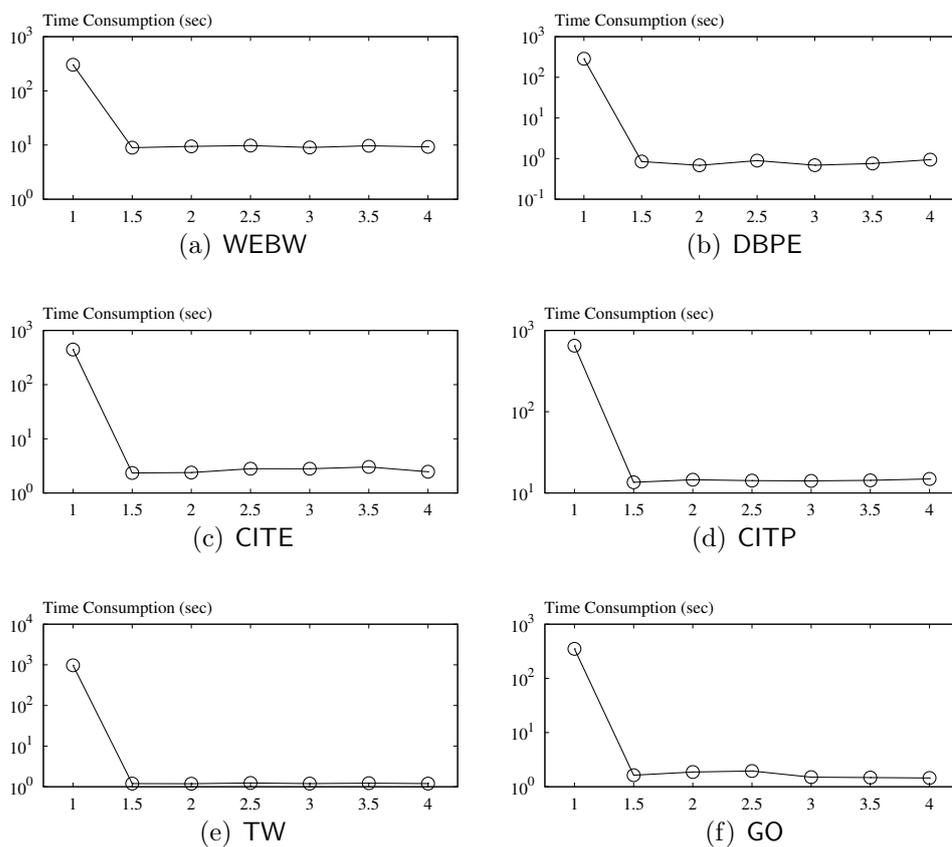 Time Consumption (sec)
10^3
10^2
10^1
10^0
1 1.5 2 2.5 3 3.5 4
(a) WEBW
Time Consumption (sec)
10^3
10^2
10^1
10^0
10^-1
1 1.5 2 2.5 3 3.5 4
(b) DBPE
Time Consumption (sec)
10^3
10^2
10^1
10^0
1 1.5 2 2.5 3 3.5 4
(c) CITE
Time Consumption (sec)
10^3
10^2
10^1
1 1.5 2 2.5 3 3.5 4
(d) CITP
Time Consumption (sec)
10^4
10^3
10^2
10^1
10^0
1 1.5 2 2.5 3 3.5 4
(e) TW
Time Consumption (sec)
10^3
10^2
10^1
10^0
1 1.5 2 2.5 3 3.5 4
(f) GO